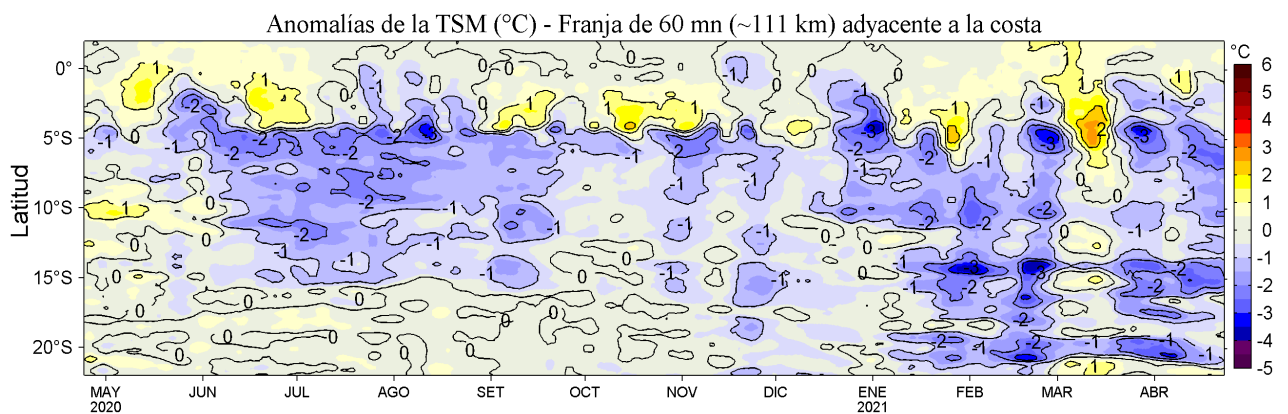 Anomalías de la TSM (°C) - Franja de 60 mn (~111 km) adyacente a la costa
°C
6
5
4
3
2
1
0
-1
-2
-3
-4
-5
Latitud
0°
5°S
10°S
15°S
20°S
MAY JUN JUL AGO SET OCT NOV DIC ENE FEB MAR ABR
2020 2021